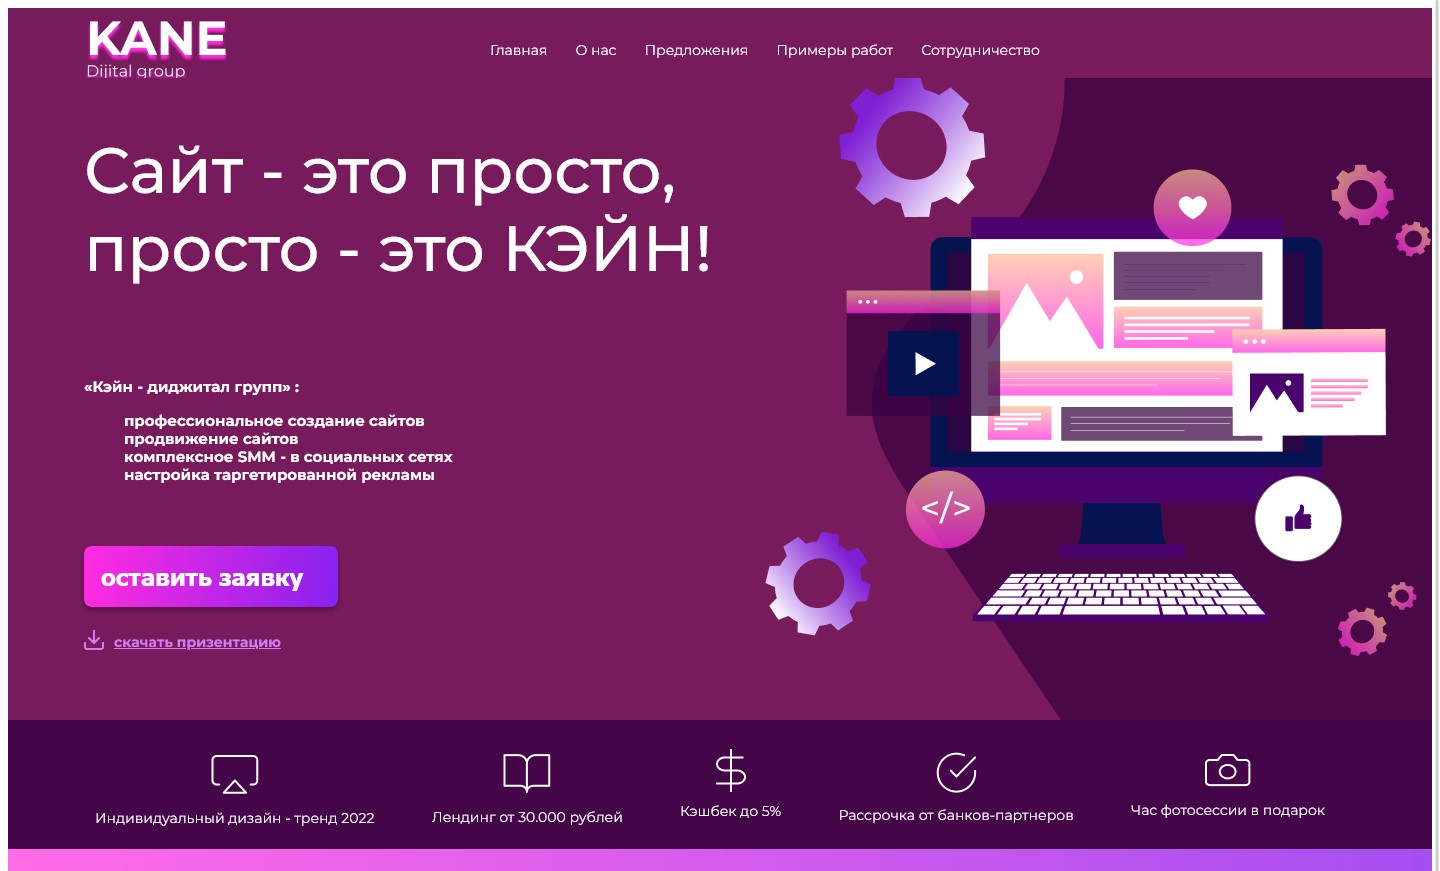 KANE
Dijital group
Главная О нас Предложения Примеры работ Сотрудничество
Сайт - это просто,
просто - это КЭЙН!
«Кэйн - диджитал групп» :
профессиональное создание сайтов
продвижение сайтов
комплексное SMM - в социальных сетях
настройка таргетированной рекламы
</>
оставить заявку
скачать призентацию
Индивидуальный дизайн - тренд 2022
Лендинг от 30.000 рублей
Кэшбек до 5%
Рассрочка от банков-партнеров
Час фотосессии в подарок